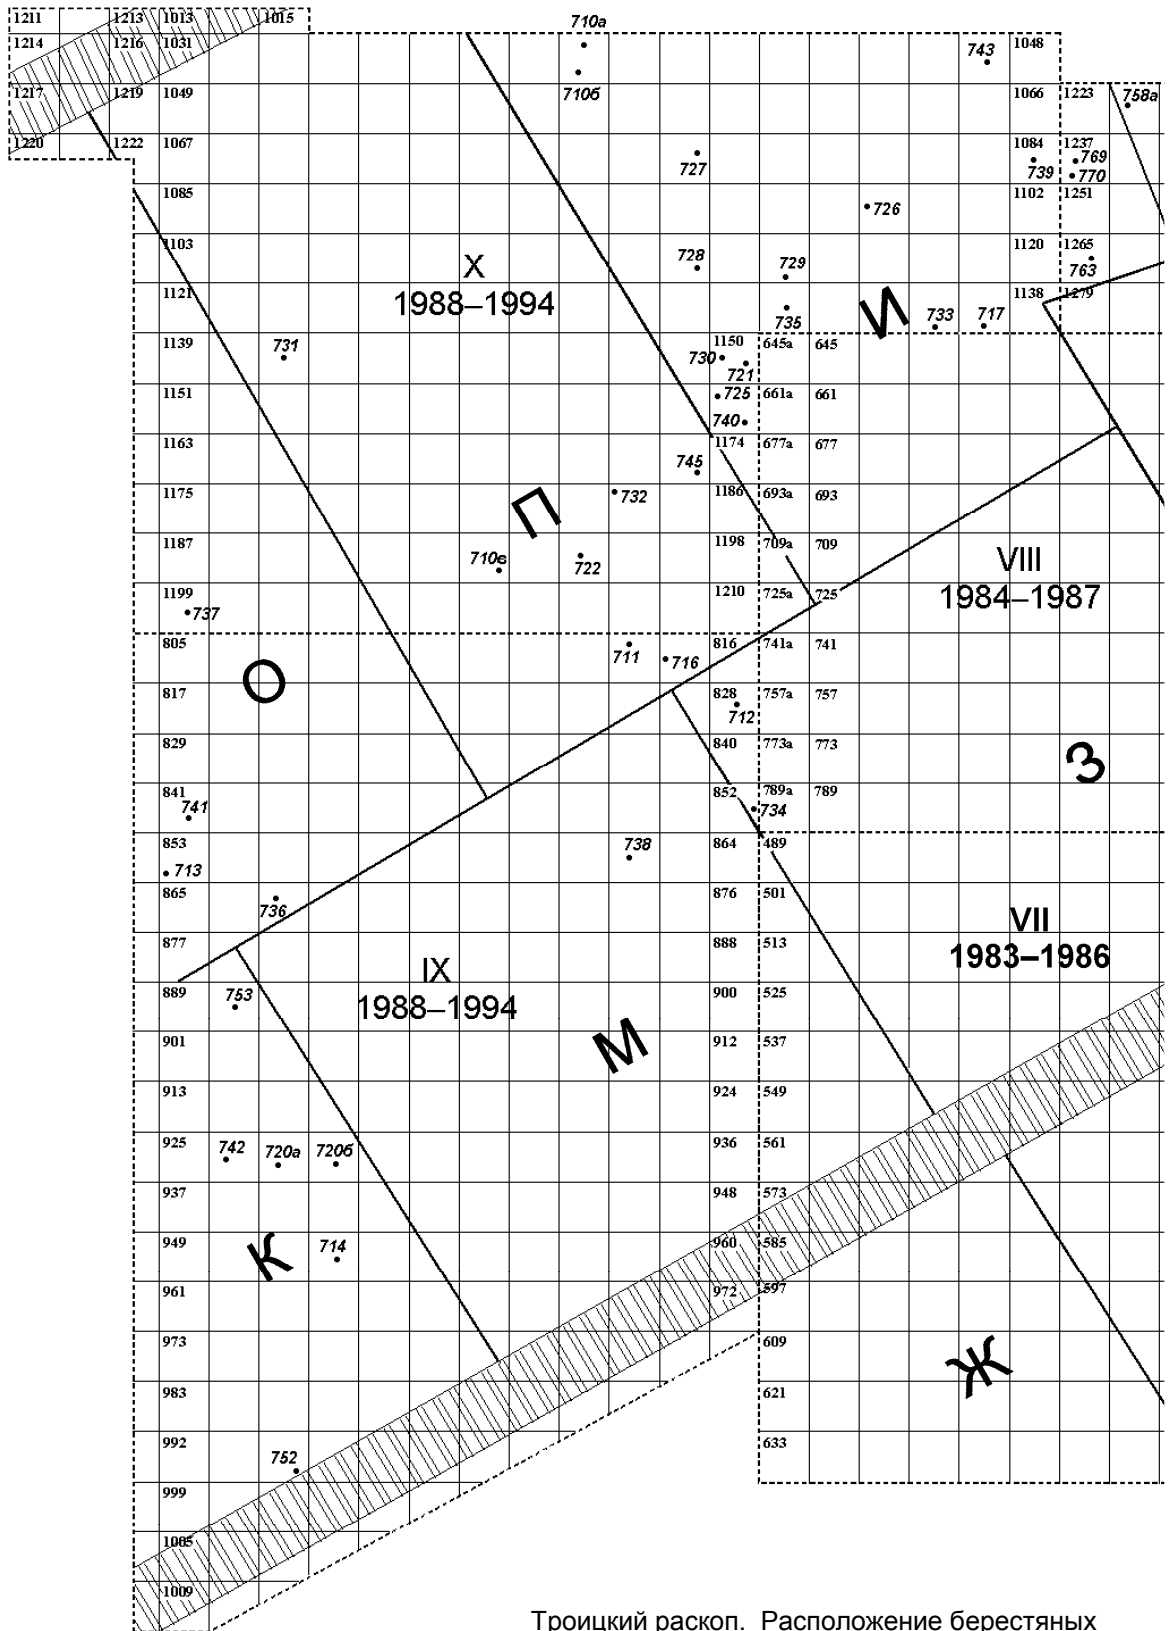 1211 1213 1013 1015
710а
1214 1216 1031
743 1048
710б
1217 1219 1049
1066 1223 758а
1220 1222 1067
1084 1237
727 739 769
770
1085
1102 1251
726
1103
1120 1265
728 729 763
X
1988–1994
1121
1138 1279
И
735 733 717
1139
731
1150 645а 645
730
721
1151
725 661а 661
740
1163
1174 677а 677
745
1175
732
1186 693а 693
П
1187
1198 709а 709
710в 722
VIII
1984–1987
1199
737
1210 725а 725
805
711 716
816 741а 741
О
817
828 757а 757
712
829
840 773а 773
З
841
741
852 789а 789
734
853
738
864 489
713
865
736
876 501
VII
1983–1986
877
888 513
IX
1988–1994
889
753
900 525
М
901
912 537
913
924 549
925
742 720а 720б
936 561
937
948 573
К
949
714
960 585
961
972 597
973
609
Ж
983
621
992
752
633
999
1005
1009
Троицкий раскоп. Расположение берестяных